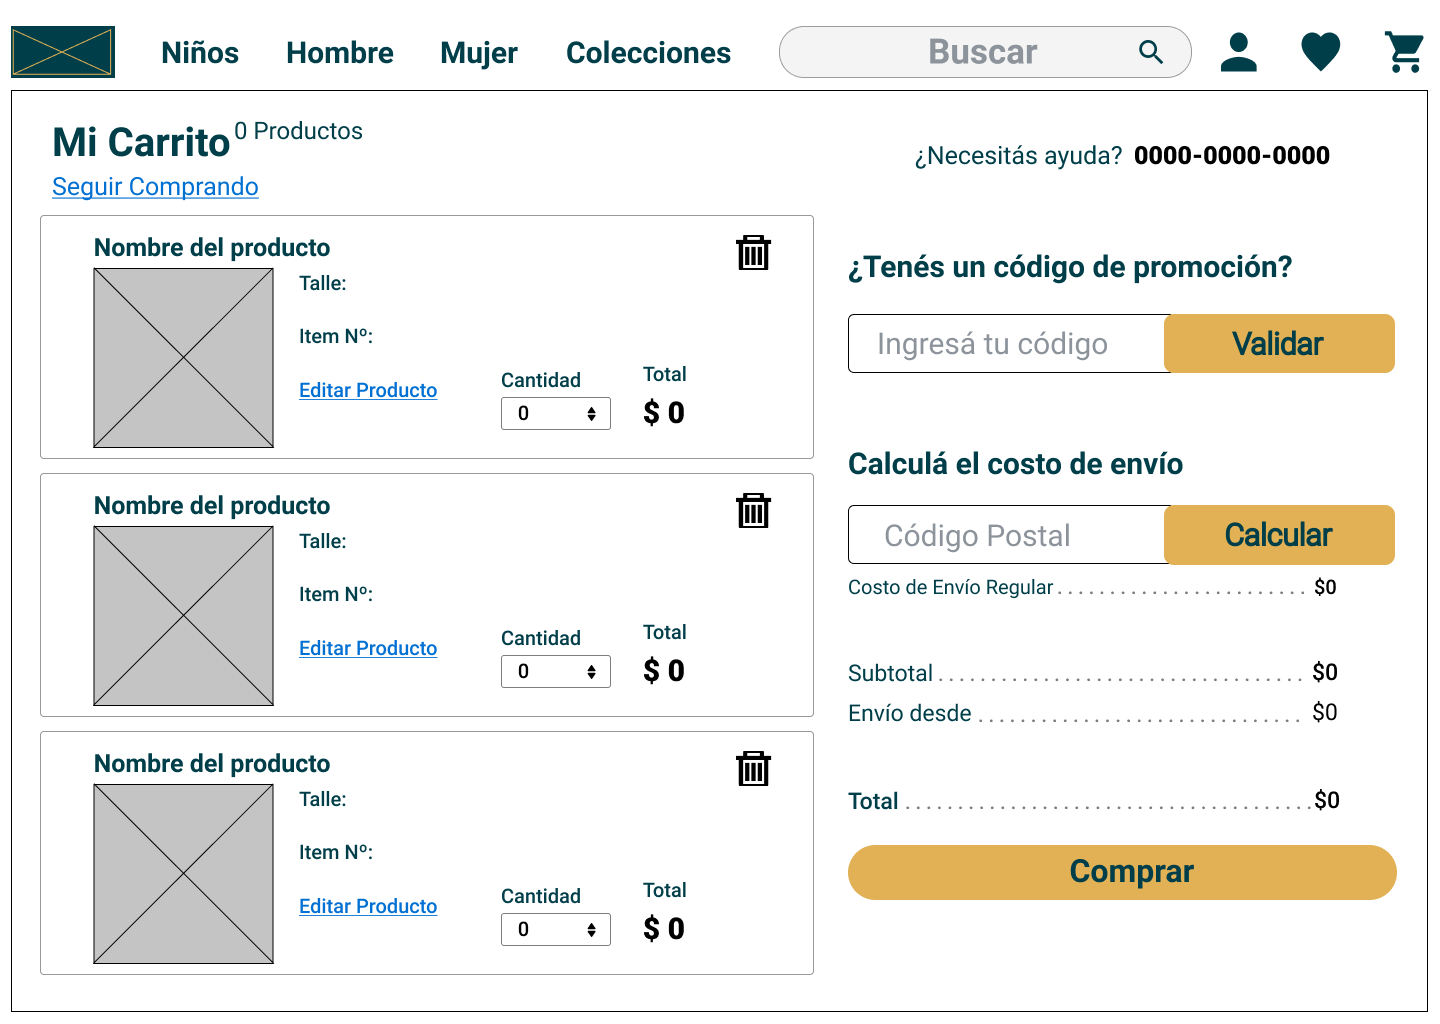 Niños Hombre Mujer Colecciones Buscar
Mi Carrito 0 Productos
Seguir Comprando
¿Necesitás ayuda? 0000-0000-0000
Nombre del producto
Talle:
Item Nº:
Editar Producto
Cantidad
0
Total
$ 0
Nombre del producto
Talle:
Item Nº:
Editar Producto
Cantidad
0
Total
$ 0
Nombre del producto
Talle:
Item Nº:
Editar Producto
Cantidad
0
Total
$ 0
¿Tenés un código de promoción?
Ingresá tu código Validar
Calculá el costo de envío
Código Postal Calcular
Costo de Envío Regular ........................ $0
Subtotal ................................... $0
Envío desde ............................... $0
Total ....................................... $0
Comprar